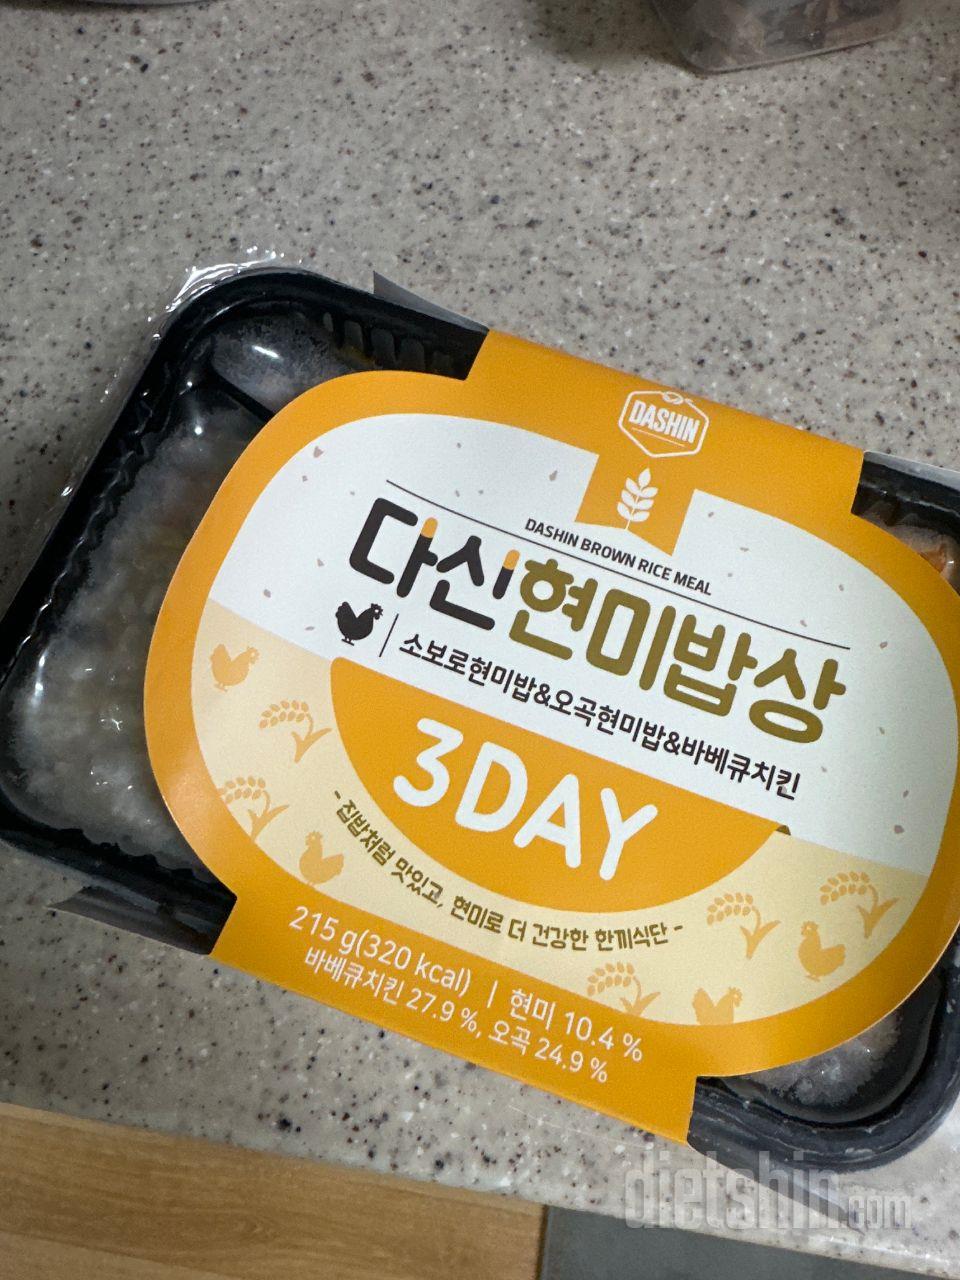 DASHIN
DASHIN BROWN RICE MEAL
다신현미밥상
소보로현미밥&오곡현미밥&바베큐치킨
3DAY
- 집밥처럼 맛있고, 현미로 더 건강한 한끼식단 -
215 g(320 kcal) | 현미 10.4 %
바베큐치킨 27.9 %, 오곡 24.9 %
dietshin.com